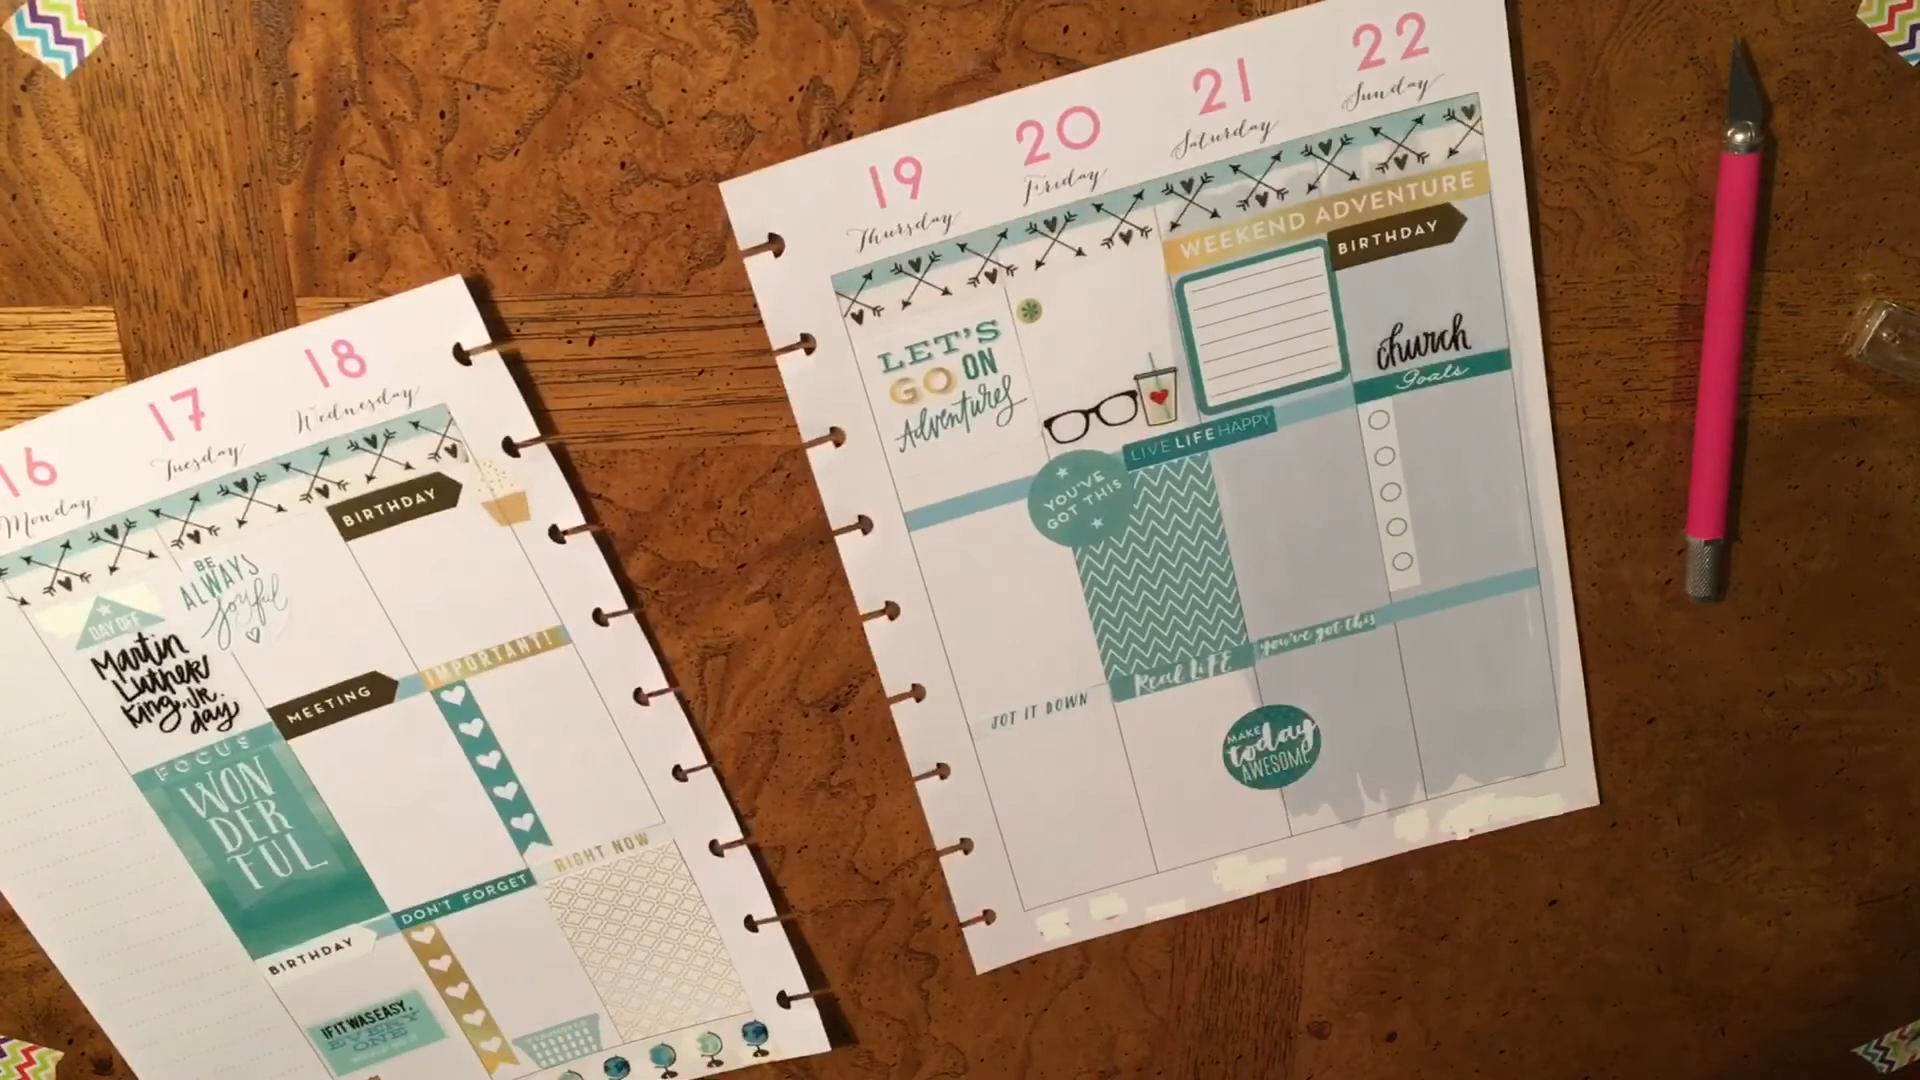 16
Monday
17
Tuesday
18
Wednesday
DAY OFF
Martin
Luther
King, Jr.
day
FOCUS
WON
DER
FUL
BE
ALWAYS
joyful
MEETING
BIRTHDAY
IF IT WAS EASY,
EVERY
ONE
BIRTHDAY
IMPORTANT!
DON'T FORGET
RIGHT NOW
19
Thursday
20
Friday
21
Saturday
22
Sunday
LET'S
GO ON
Adventures
JOT IT DOWN
YOU'VE
GOT THIS
LIVE LIFE HAPPY
Real LIFE
WEEKEND ADVENTURE
you've got this
MAKE
today
AWESOME
BIRTHDAY
church
Goals